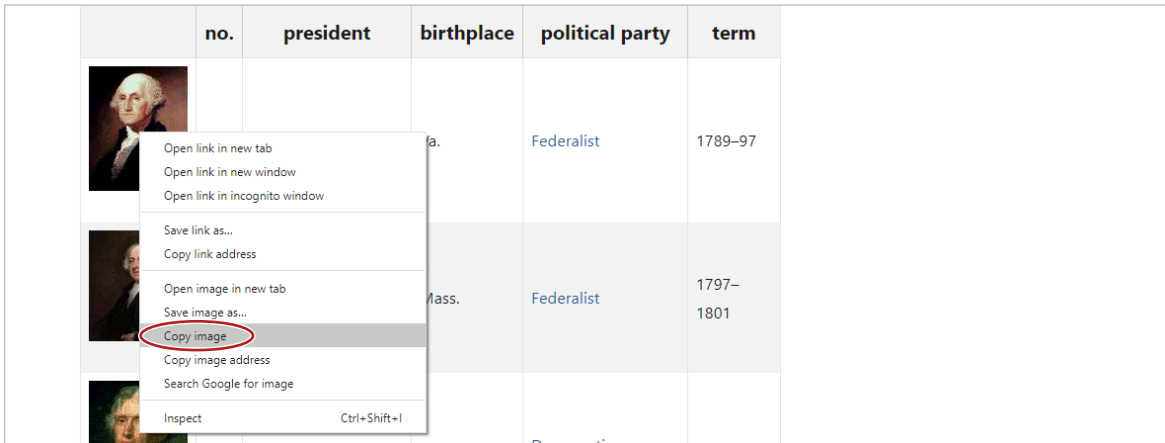 no. president birthplace political party term
Va. Federalist 1789–97
Open link in new tab
Open link in new window
Open link in incognito window
Save link as...
Copy link address
Mass. Federalist 1797–
1801
Open image in new tab
Save image as...
Copy image
Copy image address
Search Google for image
Inspect Ctrl+Shift+I